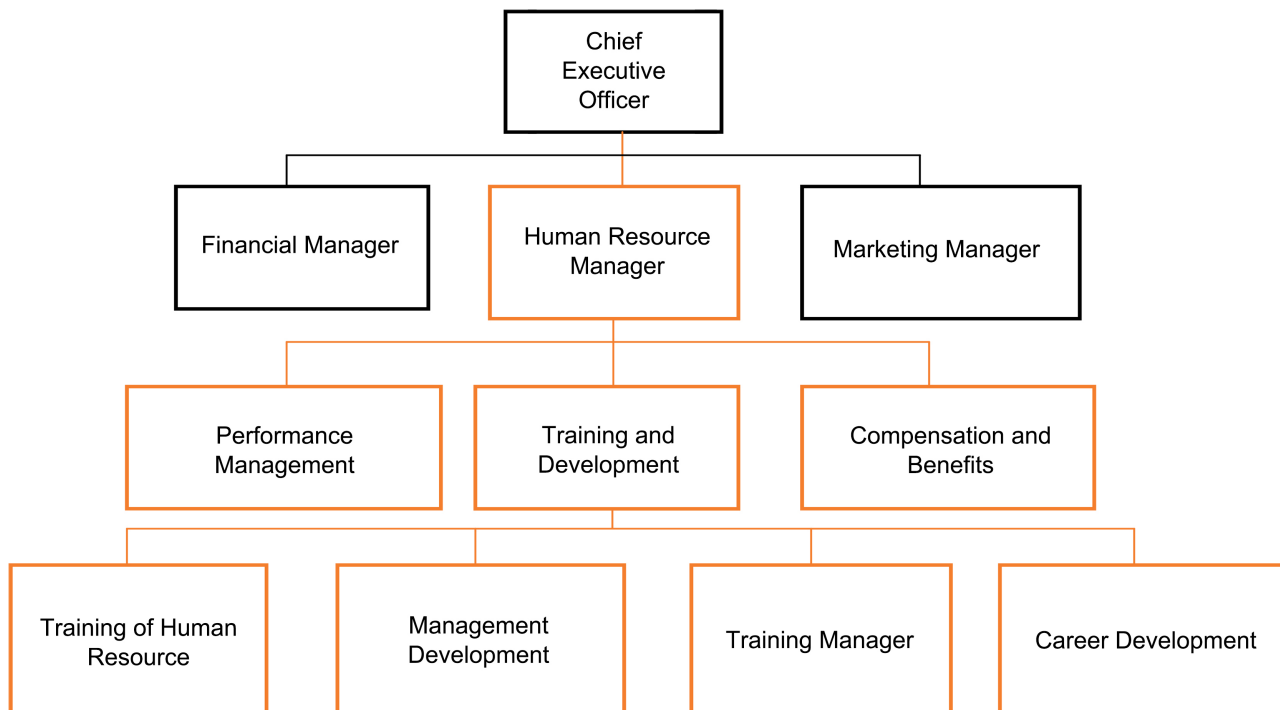 Chief
Executive
Officer
Financial Manager
Human Resource
Manager
Marketing Manager
Performance
Management
Training and
Development
Compensation and
Benefits
Training of Human
Resource
Management
Development
Training Manager
Career Development